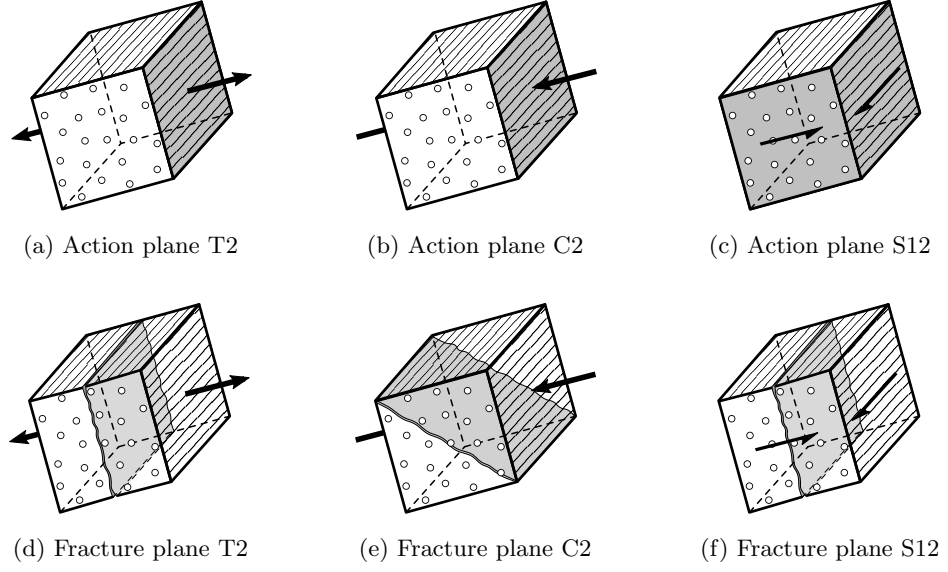 (a) Action plane T2
(b) Action plane C2
(c) Action plane S12
(d) Fracture plane T2
(e) Fracture plane C2
(f) Fracture plane S12